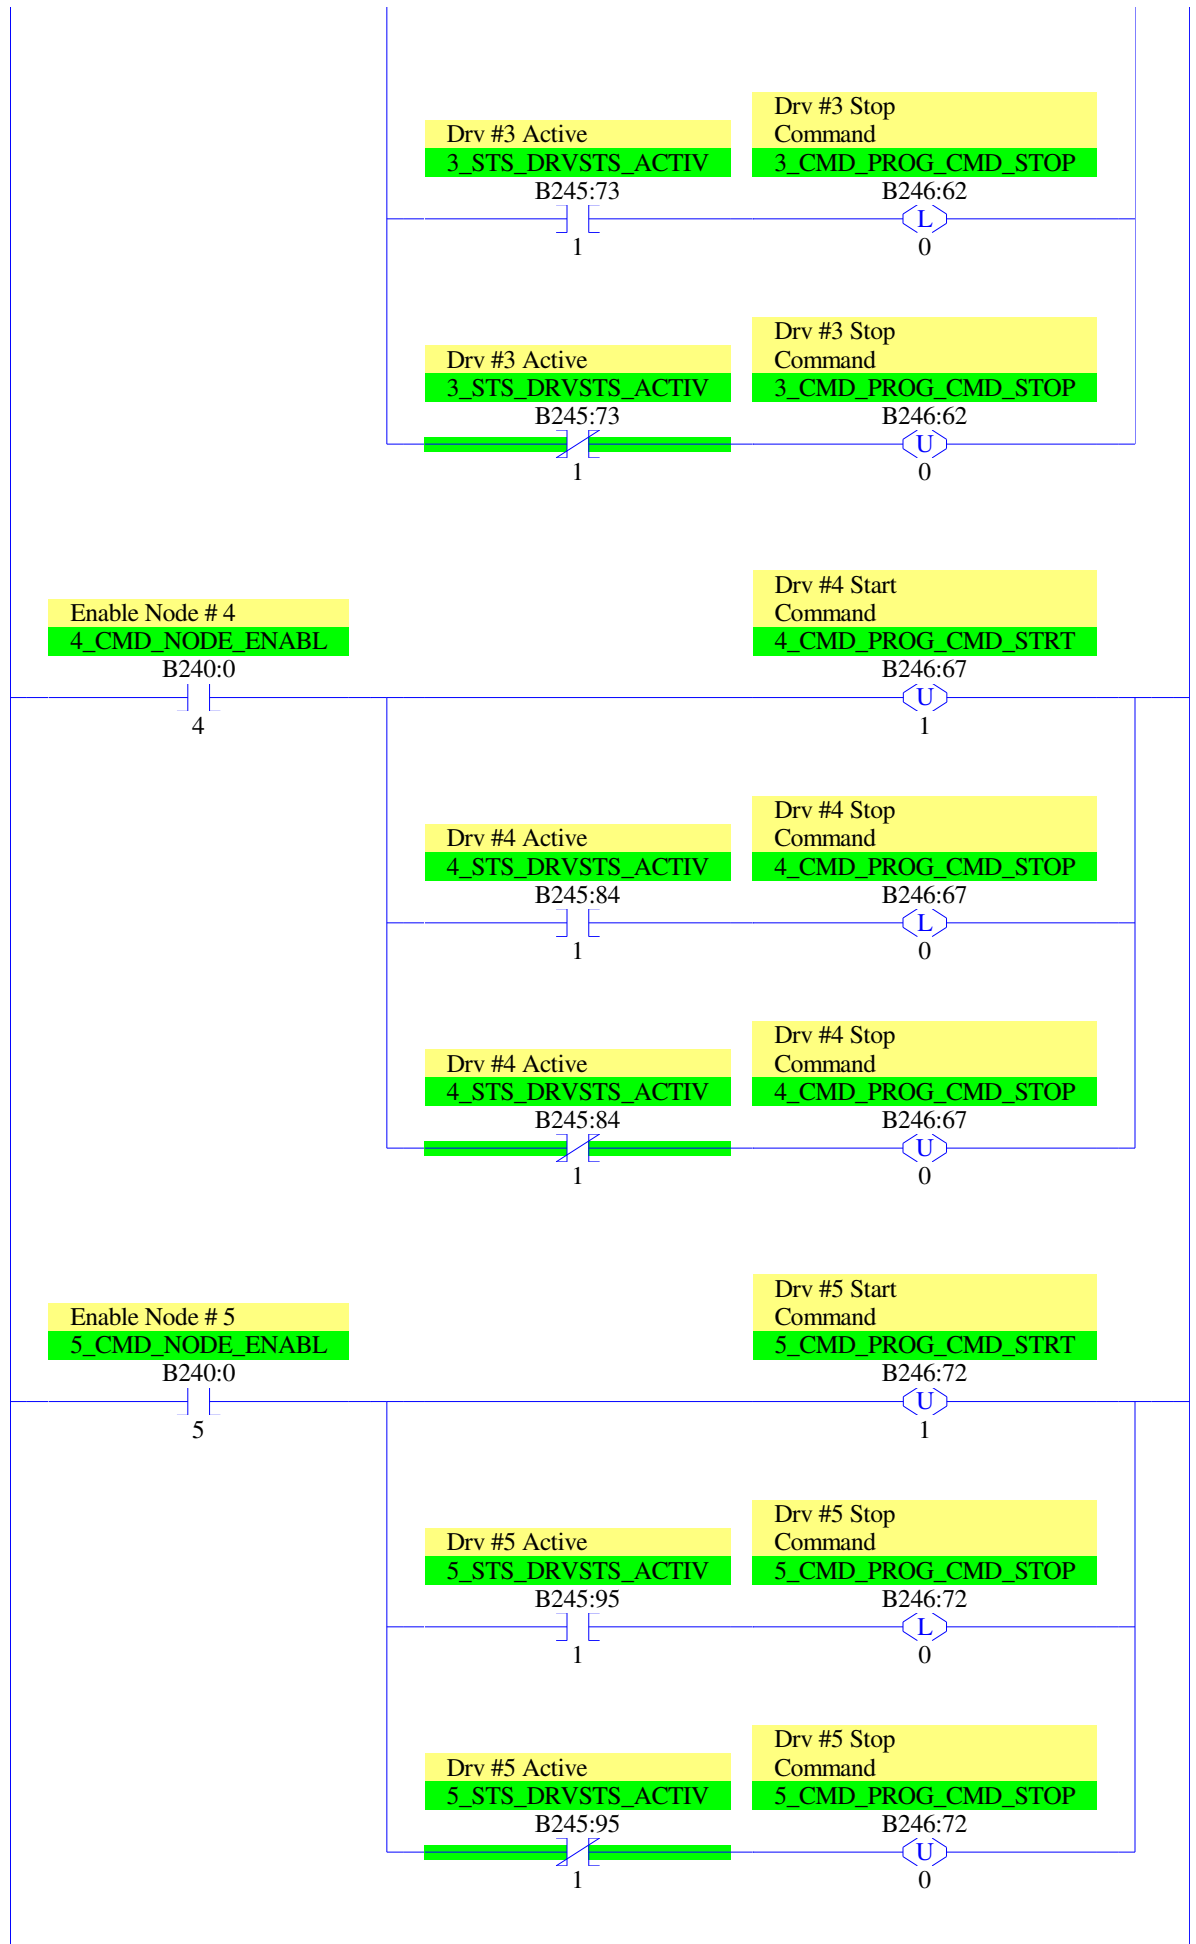 Drv #3 Stop
Drv #3 Active
Command
3_STS_DRVSTS_ACTIV
3_CMD_PROG_CMD_STOP
B245:73
B246:62
L
1
0
Drv #3 Stop
Drv #3 Active
Command
3_STS_DRVSTS_ACTIV
3_CMD_PROG_CMD_STOP
B245:73
B246:62
U
1
0
Drv #4 Start
Enable Node # 4
Command
4_CMD_NODE_ENABL
4_CMD_PROG_CMD_STRT
B240:0
B246:67
U
4
1
Drv #4 Stop
Drv #4 Active
Command
4_STS_DRVSTS_ACTIV
4_CMD_PROG_CMD_STOP
B245:84
B246:67
L
1
0
Drv #4 Stop
Drv #4 Active
Command
4_STS_DRVSTS_ACTIV
4_CMD_PROG_CMD_STOP
B245:84
B246:67
U
1
0
Drv #5 Start
Enable Node # 5
Command
5_CMD_NODE_ENABL
5_CMD_PROG_CMD_STRT
B240:0
B246:72
U
5
1
Drv #5 Stop
Drv #5 Active
Command
5_STS_DRVSTS_ACTIV
5_CMD_PROG_CMD_STOP
B245:95
B246:72
L
1
0
Drv #5 Stop
Drv #5 Active
Command
5_STS_DRVSTS_ACTIV
5_CMD_PROG_CMD_STOP
B245:95
B246:72
U
1
0